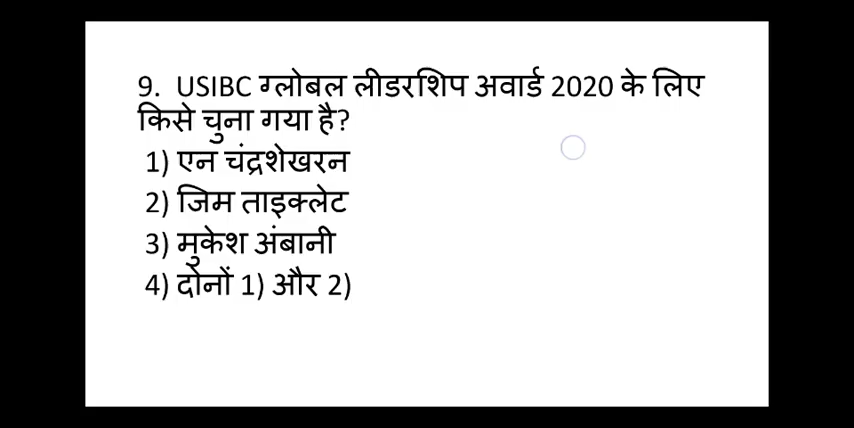 9. USIBC ग्लोबल लीडरशिप अवार्ड 2020 के लिए
किसे चुना गया है?
1) एन चंद्रशेखरन
2) जिम ताइक्लेट
3) मुकेश अंबानी
4) दोनों 1) और 2)